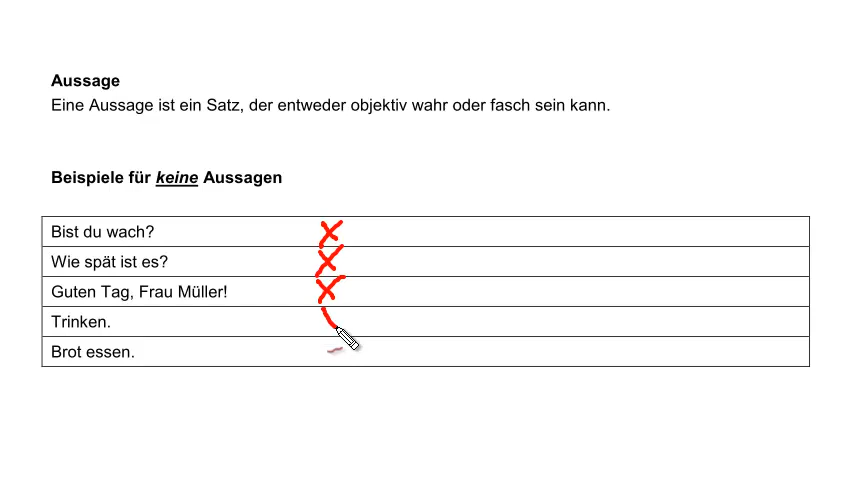 Aussage
Eine Aussage ist ein Satz, der entweder objektiv wahr oder fasch sein kann.
Beispiele für keine Aussagen
Bist du wach?
Wie spät ist es?
Guten Tag, Frau Müller!
Trinken.
Brot essen.